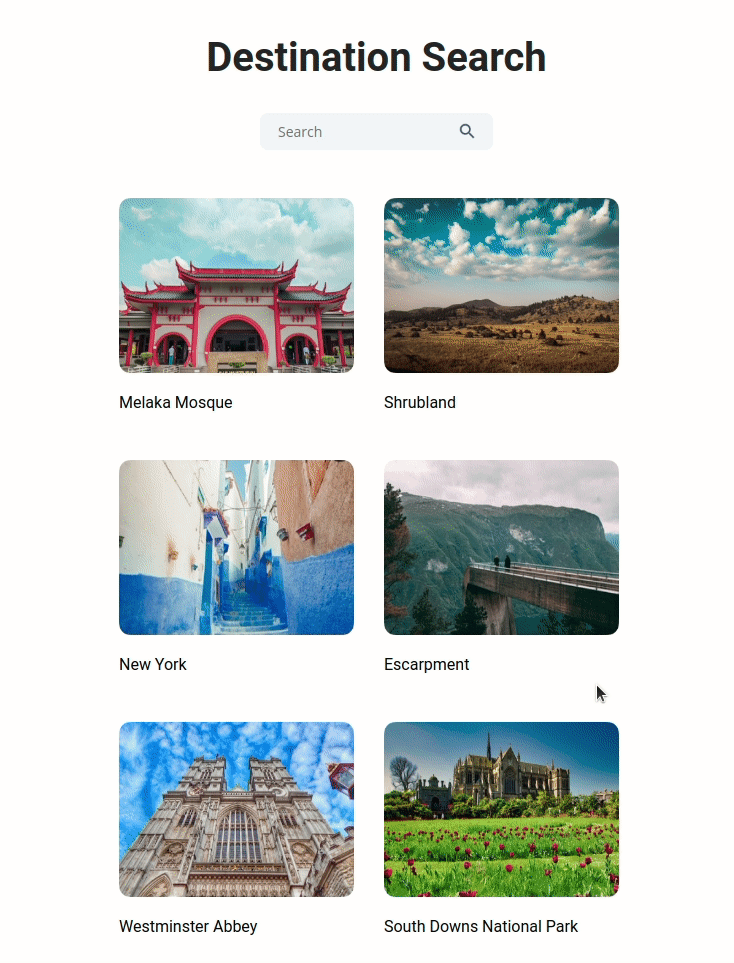 Destination Search
Search
Melaka Mosque
Shrubland
New York
Escarpment
Westminster Abbey
South Downs National Park